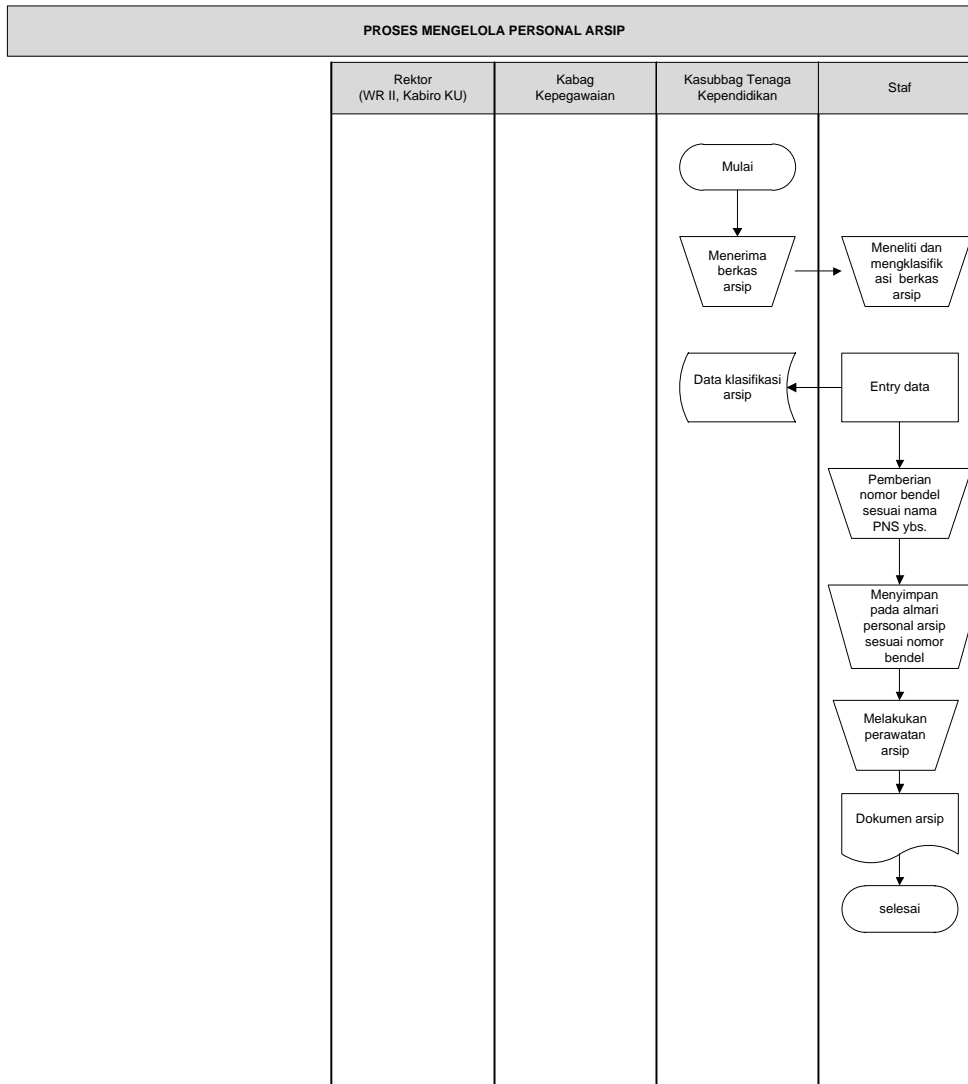 PROSES MENGELOLA PERSONAL ARSIP
Rektor
(WR II, Kabiro KU)
Kabag
Kepegawaian
Kasubbag Tenaga
Kependidikan
Staf
Mulai
Menerima
berkas
arsip
Meneliti dan
mengklasifik
asi berkas
arsip
Data klasifikasi
arsip
Entry data
Pemberian
nomor bendel
sesuai nama
PNS ybs.
Menyimpan
pada almari
personal arsip
sesuai nomor
bendel
Melakukan
perawatan
arsip
Dokumen arsip
selesai